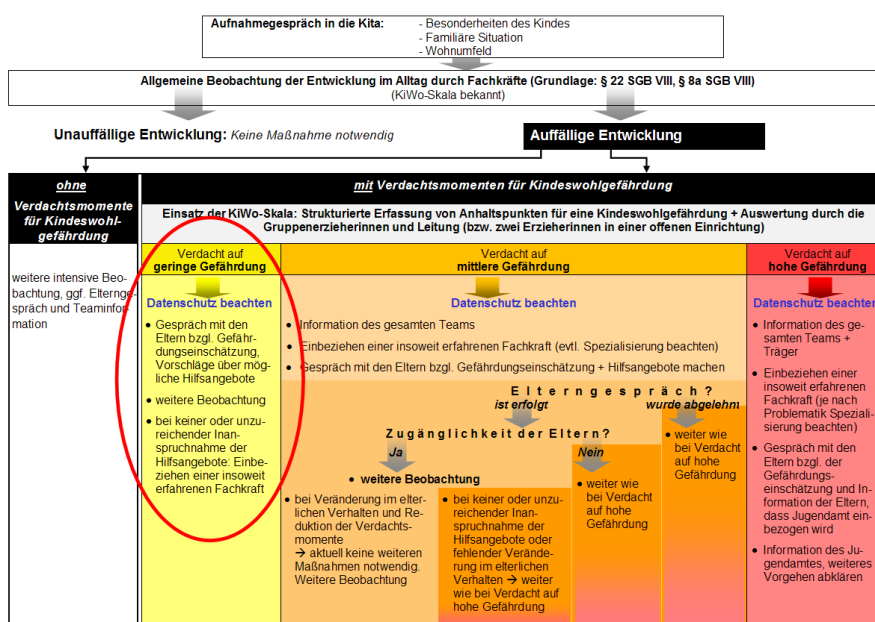 Aufnahmegespräch in die Kita:
- Besonderheiten des Kindes
- Familiäre Situation
- Wohnumfeld
Allgemeine Beobachtung der Entwicklung im Alltag durch Fachkräfte (Grundlage: § 22 SGB VIII, § 8a SGB VIII)
(KiWo-Skala bekannt)
Unauffällige Entwicklung: Keine Maßnahme notwendig
Auffällige Entwicklung
ohne
Verdachtsmomente
für Kindeswohl-
gefährdung
weitere intensive Beo-
bachtung, ggf. Elternge-
spräch und Teaminfor-
mation
mit Verdachtsmomenten für Kindeswohlgefährdung
Einsatz der KiWo-Skala: Strukturierte Erfassung von Anhaltspunkten für eine Kindeswohlgefährdung + Auswertung durch die
Gruppenerzieherinnen und Leitung (bzw. zwei Erzieherinnen in einer offenen Einrichtung)
Verdacht auf
geringe Gefährdung
Datenschutz beachten
• Gespräch mit den
Eltern bzgl. Gefähr-
dungseinschätzung,
Vorschläge über mög-
liche Hilfsangebote
• weitere Beobachtung
• bei keiner oder unzu-
reichender Inan-
spruchnahme der
Hilfsangebote: Einbe-
ziehen einer insoweit
erfahrenen Fachkraft
Verdacht auf
mittlere Gefährdung
Datenschutz beachten
• Information des gesamten Teams
• Einbeziehen einer insoweit erfahrenen Fachkraft (evtl. Spezialisierung beachten)
• Gespräch mit den Eltern bzgl. Gefährdungseinschätzung + Hilfsangebote machen
Elterngespräch?
ist erfolgt
wurde abgelehnt
Zugänglichkeit der Eltern?
Ja
Nein
• weitere Beobachtung
• bei Veränderung im elter-
lichen Verhalten und Re-
duktion der Verdachts-
momente
→ aktuell keine weiteren
Maßnahmen notwendig.
Weitere Beobachtung
• bei keiner oder unzu-
reichender Inan-
spruchnahme der
Hilfsangebote oder
fehlender Verände-
rung im elterlichen
Verhalten → weiter
wie bei Verdacht auf
hohe Gefährdung
• weiter wie
bei Verdacht
auf hohe
Gefährdung
• weiter wie
bei Verdacht
auf hohe
Gefährdung
Verdacht auf
hohe Gefährdung
Datenschutz beachten
• Information des ge-
samten Teams +
Träger
• Einbeziehen einer
insoweit erfahrenen
Fachkraft (je nach
Problematik Speziali-
sierung beachten)
• Gespräch mit den
Eltern bzgl. der
Gefährdungs-
einschätzung und In-
formation der Eltern,
dass Jugendamt ein-
bezogen wird
• Information des Ju-
gendamtes, weiteres
Vorgehen abklären